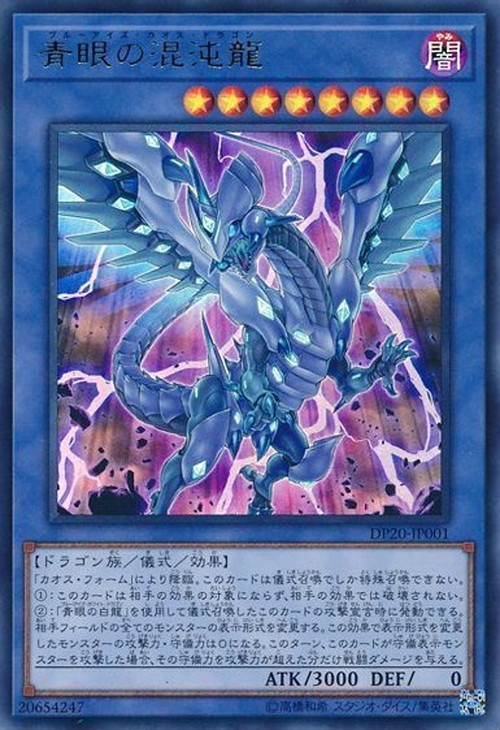 ブルーアイズ・カオス・ドラゴン
青眼の混沌龍
やみ
闇
DP20-JP001
【ドラゴン族／儀式／効果】
「カオス・フォーム」により降臨。このカードは儀式召喚でしか特殊召喚できない。
①：このカードは相手の効果の対象にならず、相手の効果では破壊されない。
②：「青眼の白龍」を使用して儀式召喚したこのカードの攻撃宣言時に発動できる。
相手フィールドの全てのモンスターの表示形式を変更する。この効果で表示形式を変更
したモンスターの攻撃力・守備力は０になる。このターン、このカードが守備表示モン
スターを攻撃した場合、その守備力を攻撃力が超えた分だけ戦闘ダメージを与える。
ATK/3000 DEF/ 0
20654247
©高橋和希 スタジオ・ダイス/集英社